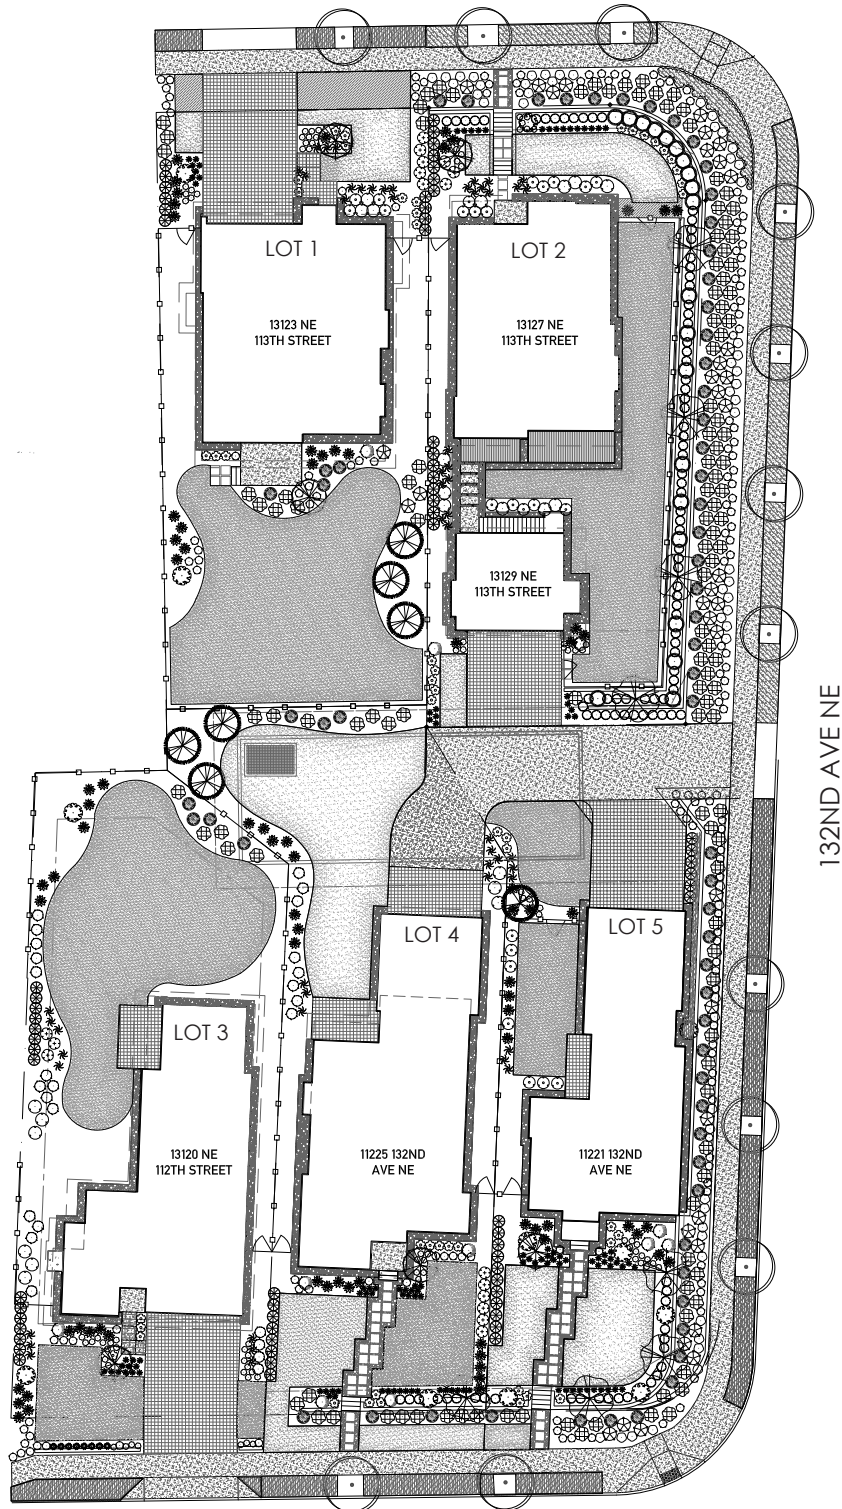 LOT 1
13123 NE
113TH STREET
LOT 2
13127 NE
113TH STREET
13129 NE
113TH STREET
132ND AVE NE
LOT 3
13120 NE
112TH STREET
LOT 4
11225 132ND
AVE NE
LOT 5
11221 132ND
AVE NE